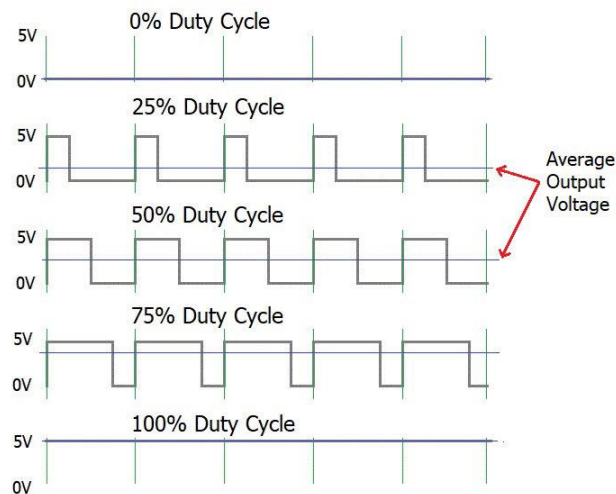 0% Duty Cycle
5V
0V
25% Duty Cycle
5V
0V
Average
Output
Voltage
50% Duty Cycle
5V
0V
75% Duty Cycle
5V
0V
100% Duty Cycle
5V
0V